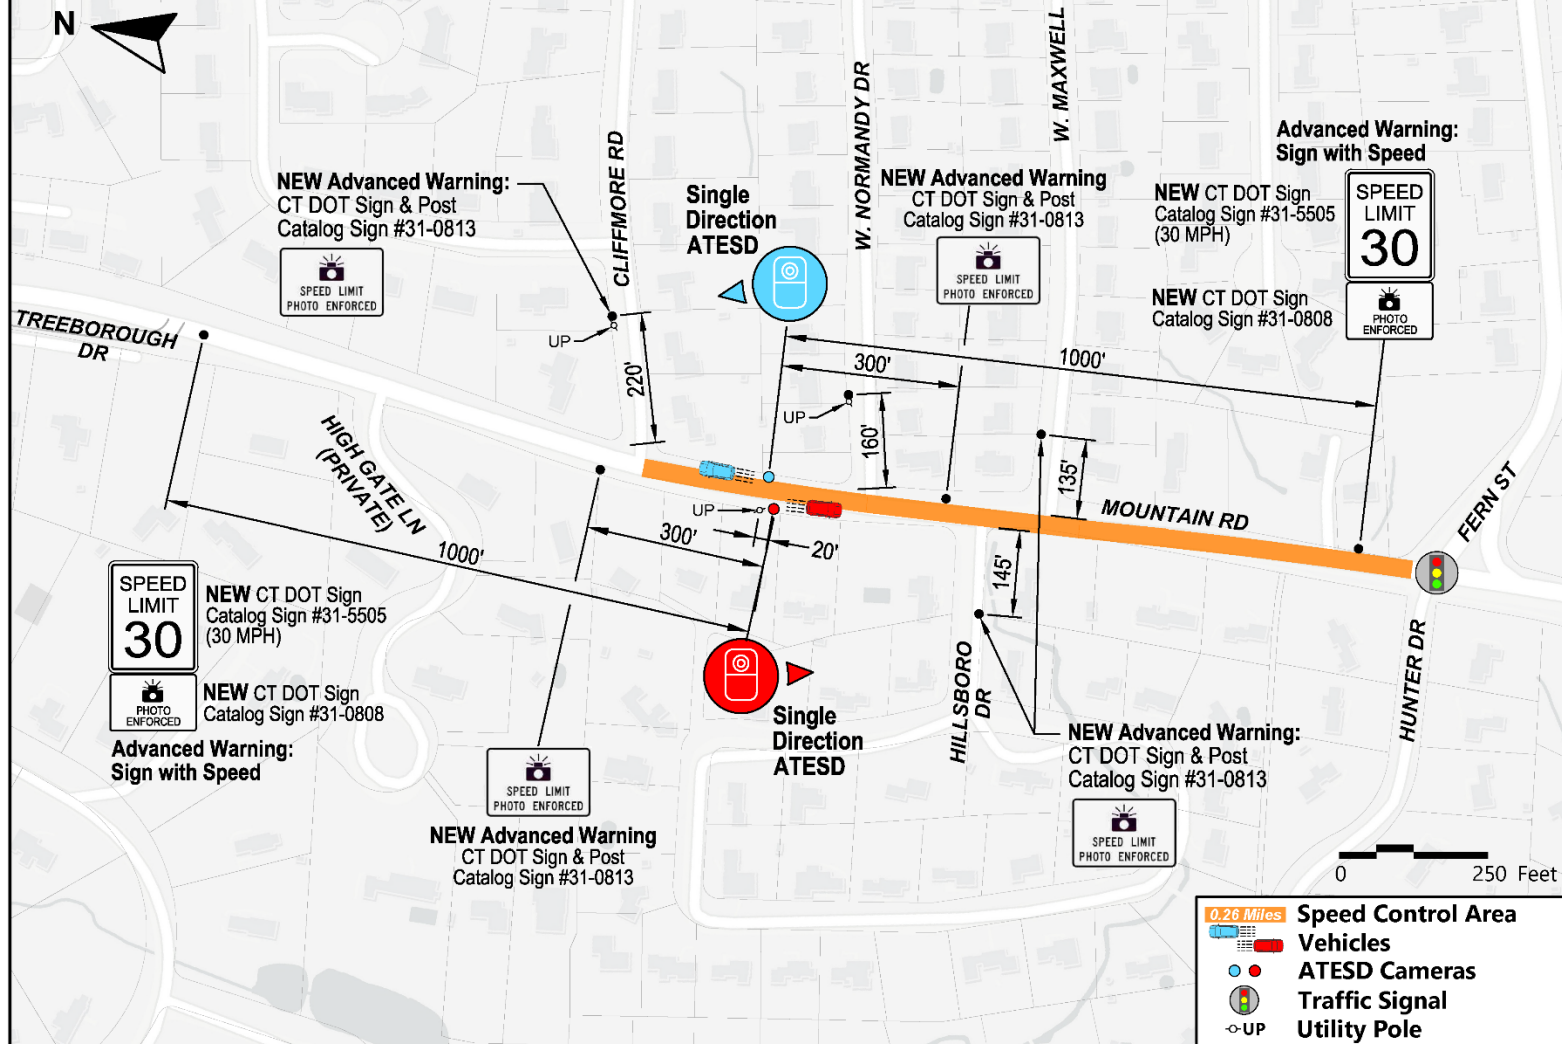 N
TREEBOROUGH
DR
HIGH GATE LN
(PRIVATE)
CLIFFMORE RD
W. NORMANDY DR
W. MAXWELL
MOUNTAIN RD
FERN ST
HUNTER DR
HILLSBORO
DR
NEW Advanced Warning:
CT DOT Sign & Post
Catalog Sign #31-0813
SPEED LIMIT
PHOTO ENFORCED
UP
220'
Single
Direction
ATESD
NEW Advanced Warning
CT DOT Sign & Post
Catalog Sign #31-0813
SPEED LIMIT
PHOTO ENFORCED
Advanced Warning:
Sign with Speed
NEW CT DOT Sign
Catalog Sign #31-5505
(30 MPH)
SPEED
LIMIT
30
NEW CT DOT Sign
Catalog Sign #31-0808
PHOTO
ENFORCED
1000'
300'
UP
160'
135'
145'
UP
300'
20'
1000'
SPEED
LIMIT
30
NEW CT DOT Sign
Catalog Sign #31-5505
(30 MPH)
PHOTO
ENFORCED
NEW CT DOT Sign
Catalog Sign #31-0808
Advanced Warning:
Sign with Speed
Single
Direction
ATESD
SPEED LIMIT
PHOTO ENFORCED
NEW Advanced Warning
CT DOT Sign & Post
Catalog Sign #31-0813
NEW Advanced Warning:
CT DOT Sign & Post
Catalog Sign #31-0813
SPEED LIMIT
PHOTO ENFORCED
0 250 Feet
0.26 Miles Speed Control Area
Vehicles
ATESD Cameras
Traffic Signal
UP Utility Pole